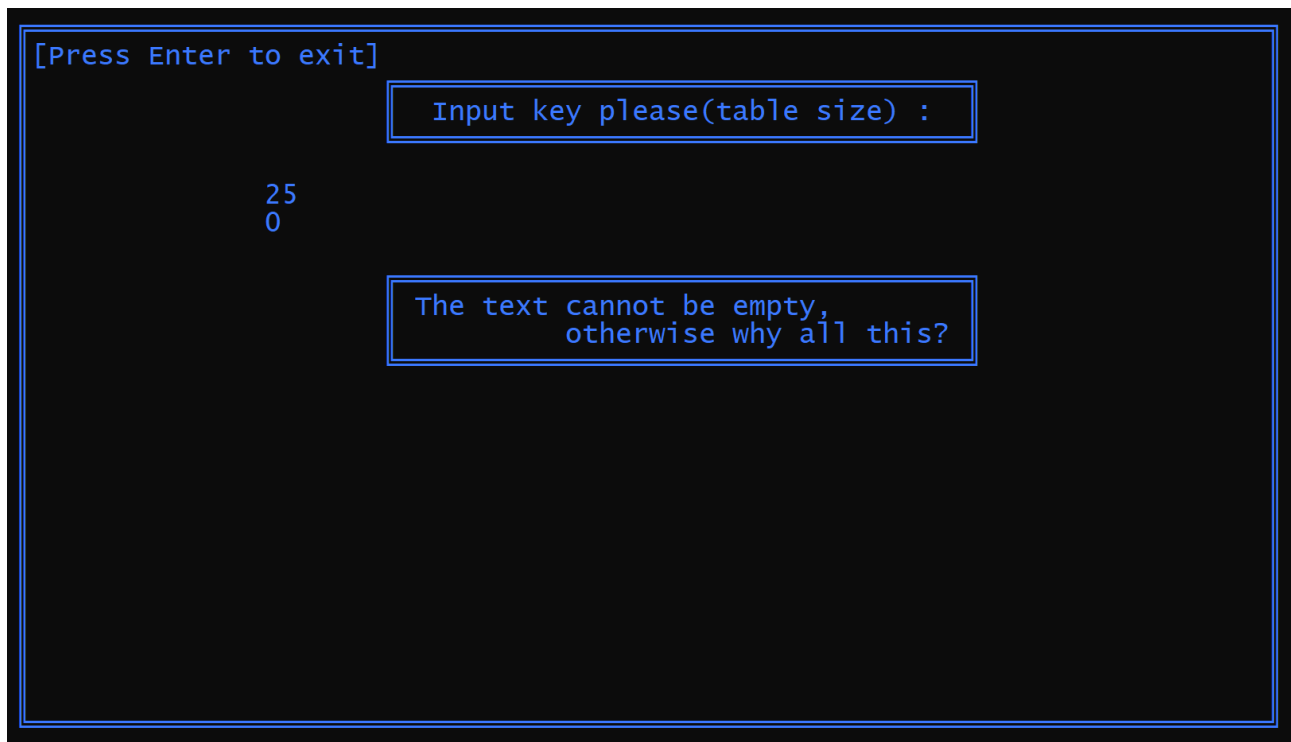 [Press Enter to exit]
Input key please(table size) :
25
O
The text cannot be empty,
otherwise why all this?